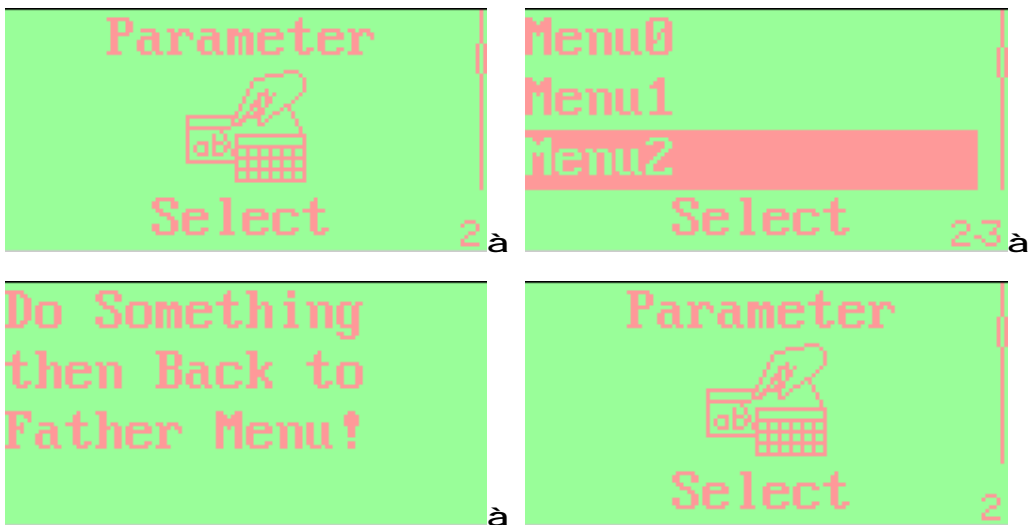 Parameter
ab
Select
2
à
Menu0
Menu1
Menu2
Select
2-3
à
Do Something
then Back to
Father Menu!
à
Parameter
ab
Select
2